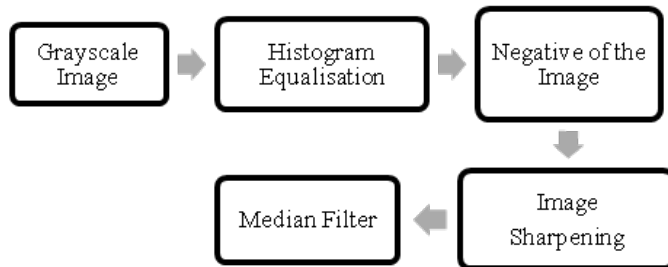 Grayscale
Image
Histogram
Equalisation
Negative of the
Image
Image
Sharpening
Median Filter